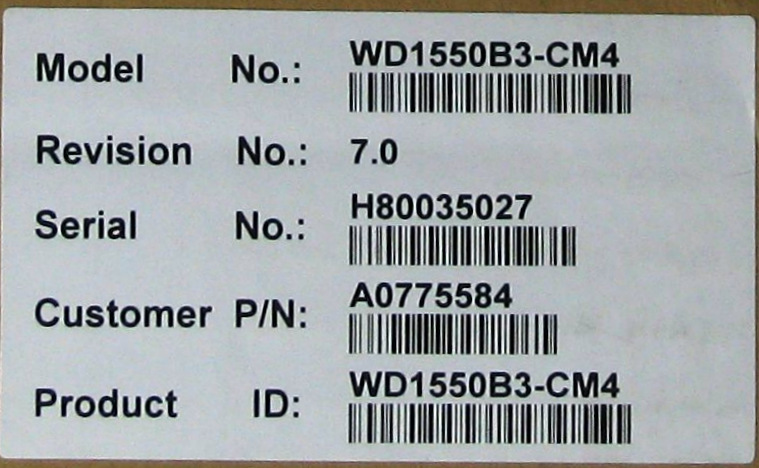 Model No.: WD1550B3-CM4
Revision No.: 7.0
Serial No.: H80035027
Customer P/N: A0775584
Product ID: WD1550B3-CM4